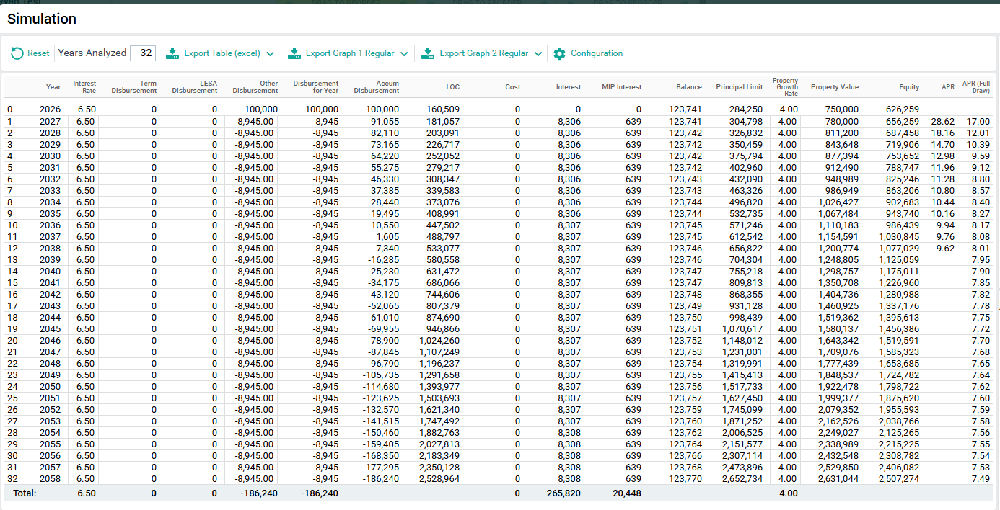 Ryan Test DRAG TO REORDER DRAG TO REORDER DRAG TO REORDER
Simulation
Reset Years Analyzed 32 Export Table (excel) Export Graph 1 Regular Export Graph 2 Regular Configuration
Year Interest Rate Term Disbursement LESA Disbursement Other Disbursement Disbursement for Year Accum Disbursement LOC Cost Interest MIP Interest Balance Principal Limit Property Growth Rate Property Value Equity APR APR (Full Draw)
0 2026 6.50 0 0 100,000 100,000 100,000 160,509 0 0 0 123,741 284,250 4.00 750,000 626,259
1 2027 6.50 0 0 -8,945.00 -8,945 91,055 181,057 0 8,306 639 123,741 304,798 4.00 780,000 656,259 28.62 17.00
2 2028 6.50 0 0 -8,945.00 -8,945 82,110 203,091 0 8,306 639 123,742 326,832 4.00 811,200 687,458 18.16 12.01
3 2029 6.50 0 0 -8,945.00 -8,945 73,165 226,717 0 8,306 639 123,742 350,459 4.00 843,648 719,906 14.70 10.39
4 2030 6.50 0 0 -8,945.00 -8,945 64,220 252,052 0 8,306 639 123,742 375,794 4.00 877,394 753,652 12.98 9.59
5 2031 6.50 0 0 -8,945.00 -8,945 55,275 279,217 0 8,306 639 123,742 402,960 4.00 912,490 788,747 11.96 9.12
6 2032 6.50 0 0 -8,945.00 -8,945 46,330 308,347 0 8,306 639 123,743 432,090 4.00 948,989 825,246 11.28 8.80
7 2033 6.50 0 0 -8,945.00 -8,945 37,385 339,583 0 8,306 639 123,743 463,326 4.00 986,949 863,206 10.80 8.57
8 2034 6.50 0 0 -8,945.00 -8,945 28,440 373,076 0 8,306 639 123,744 496,820 4.00 1,026,427 902,683 10.44 8.40
9 2035 6.50 0 0 -8,945.00 -8,945 19,495 408,991 0 8,306 639 123,744 532,735 4.00 1,067,484 943,740 10.16 8.27
10 2036 6.50 0 0 -8,945.00 -8,945 10,550 447,502 0 8,307 639 123,745 571,246 4.00 1,110,183 986,439 9.94 8.17
11 2037 6.50 0 0 -8,945.00 -8,945 1,605 488,797 0 8,307 639 123,745 612,542 4.00 1,154,591 1,030,845 9.76 8.08
12 2038 6.50 0 0 -8,945.00 -8,945 -7,340 533,077 0 8,307 639 123,746 656,822 4.00 1,200,774 1,077,029 9.62 8.01
13 2039 6.50 0 0 -8,945.00 -8,945 -16,285 580,558 0 8,307 639 123,746 704,304 4.00 1,248,805 1,125,059 7.95
14 2040 6.50 0 0 -8,945.00 -8,945 -25,230 631,472 0 8,307 639 123,747 755,218 4.00 1,298,757 1,175,011 7.90
15 2041 6.50 0 0 -8,945.00 -8,945 -34,175 686,066 0 8,307 639 123,747 809,813 4.00 1,350,708 1,226,960 7.85
16 2042 6.50 0 0 -8,945.00 -8,945 -43,120 744,606 0 8,307 639 123,748 868,355 4.00 1,404,736 1,280,988 7.82
17 2043 6.50 0 0 -8,945.00 -8,945 -52,065 807,379 0 8,307 639 123,749 931,128 4.00 1,460,925 1,337,176 7.78
18 2044 6.50 0 0 -8,945.00 -8,945 -61,010 874,690 0 8,307 639 123,750 998,439 4.00 1,519,362 1,395,613 7.75
19 2045 6.50 0 0 -8,945.00 -8,945 -69,955 946,866 0 8,307 639 123,751 1,070,617 4.00 1,580,137 1,456,386 7.72
20 2046 6.50 0 0 -8,945.00 -8,945 -78,900 1,024,260 0 8,307 639 123,752 1,148,012 4.00 1,643,342 1,519,591 7.70
21 2047 6.50 0 0 -8,945.00 -8,945 -87,845 1,107,249 0 8,307 639 123,753 1,231,001 4.00 1,709,076 1,585,323 7.68
22 2048 6.50 0 0 -8,945.00 -8,945 -96,790 1,196,237 0 8,307 639 123,754 1,319,991 4.00 1,777,439 1,653,685 7.65
23 2049 6.50 0 0 -8,945.00 -8,945 -105,735 1,291,658 0 8,307 639 123,755 1,415,413 4.00 1,848,537 1,724,782 7.64
24 2050 6.50 0 0 -8,945.00 -8,945 -114,680 1,393,977 0 8,307 639 123,756 1,517,733 4.00 1,922,478 1,798,722 7.62
25 2051 6.50 0 0 -8,945.00 -8,945 -123,625 1,503,693 0 8,307 639 123,757 1,627,450 4.00 1,999,377 1,875,620 7.60
26 2052 6.50 0 0 -8,945.00 -8,945 -132,570 1,621,340 0 8,307 639 123,759 1,745,099 4.00 2,079,352 1,955,593 7.59
27 2053 6.50 0 0 -8,945.00 -8,945 -141,515 1,747,492 0 8,307 639 123,760 1,871,252 4.00 2,162,526 2,038,766 7.58
28 2054 6.50 0 0 -8,945.00 -8,945 -150,460 1,882,763 0 8,308 639 123,762 2,006,525 4.00 2,249,027 2,125,265 7.56
29 2055 6.50 0 0 -8,945.00 -8,945 -159,405 2,027,813 0 8,308 639 123,764 2,151,577 4.00 2,338,989 2,215,225 7.55
30 2056 6.50 0 0 -8,945.00 -8,945 -168,350 2,183,349 0 8,308 639 123,766 2,307,114 4.00 2,432,548 2,308,782 7.54
31 2057 6.50 0 0 -8,945.00 -8,945 -177,295 2,350,128 0 8,308 639 123,768 2,473,896 4.00 2,529,850 2,406,082 7.53
32 2058 6.50 0 0 -8,945.00 -8,945 -186,240 2,528,964 0 8,308 639 123,770 2,652,734 4.00 2,631,044 2,507,274 7.49
Total: 6.50 0 0 -186,240 -186,240 0 265,820 20,448 4.00